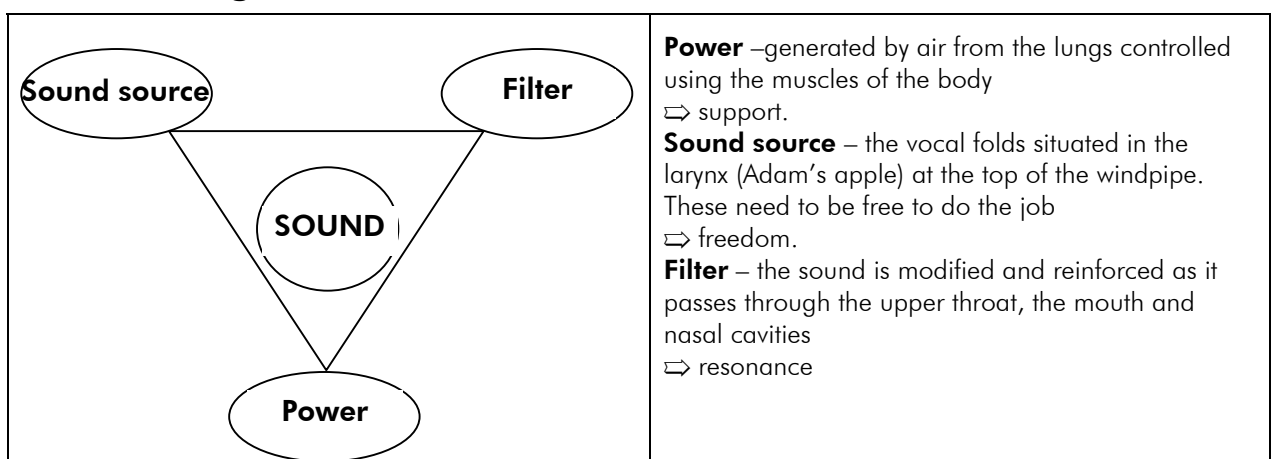 Sound source
Filter
SOUND
Power
Power –generated by air from the lungs controlled
using the muscles of the body
⇨ support.
Sound source – the vocal folds situated in the
larynx (Adam’s apple) at the top of the windpipe.
These need to be free to do the job
⇨ freedom.
Filter – the sound is modified and reinforced as it
passes through the upper throat, the mouth and
nasal cavities
⇨ resonance